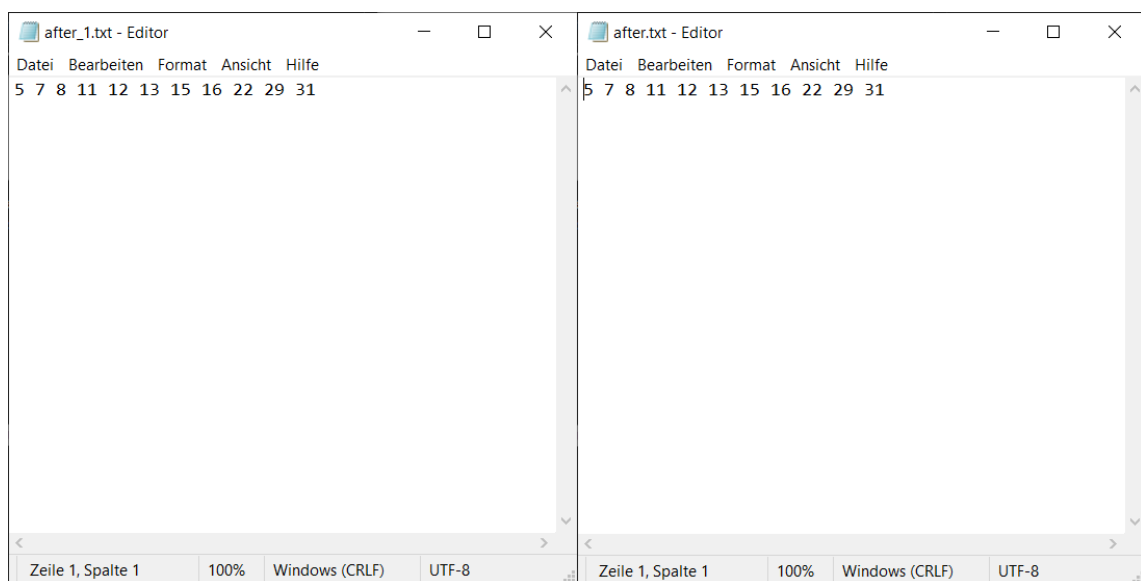 after_1.txt - Editor
Datei Bearbeiten Format Ansicht Hilfe
5 7 8 11 12 13 15 16 22 29 31
Zeile 1, Spalte 1 100% Windows (CRLF) UTF-8
after.txt - Editor
Datei Bearbeiten Format Ansicht Hilfe
5 7 8 11 12 13 15 16 22 29 31
Zeile 1, Spalte 1 100% Windows (CRLF) UTF-8